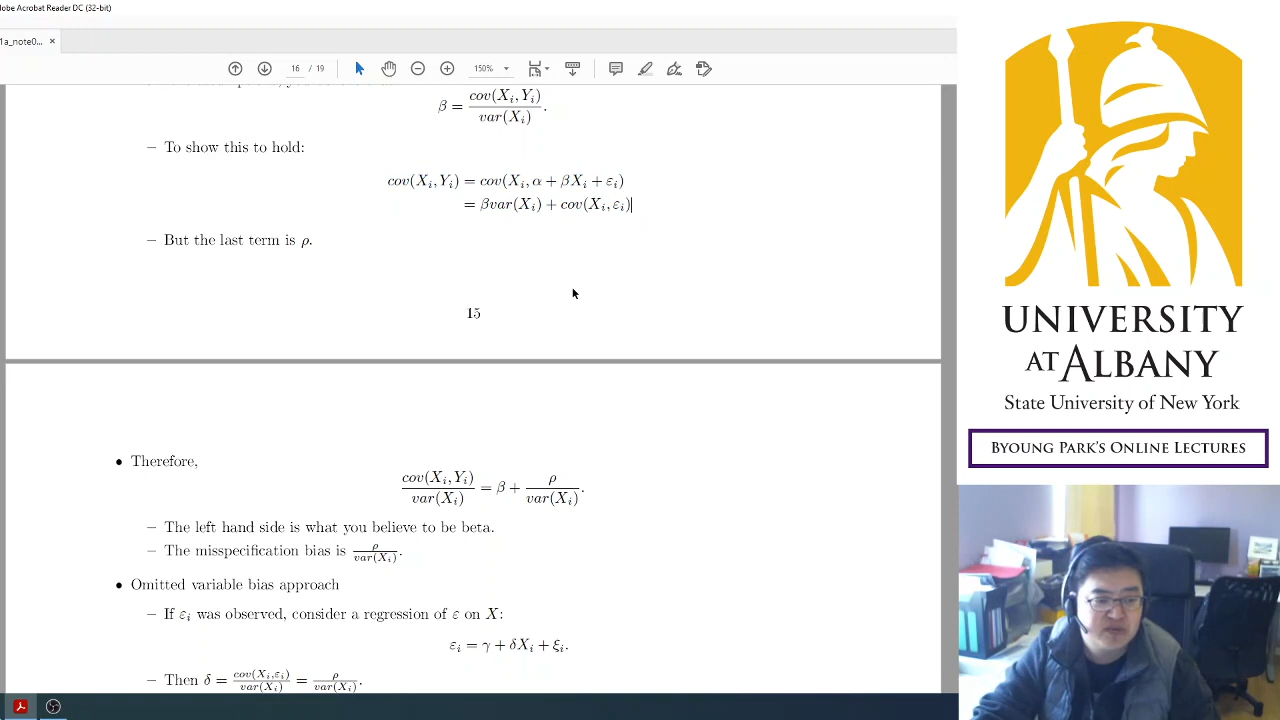 dobe Acrobat Reader DC (32-bit)
1a_note0... ×
16 / 19
150%
β = cov(X_i, Y_i) / var(X_i) .
– To show this to hold:
cov(X_i, Y_i) = cov(X_i, α + βX_i + ε_i)
= βvar(X_i) + cov(X_i, ε_i)
– But the last term is ρ.
15
• Therefore,
cov(X_i, Y_i) / var(X_i) = β + ρ / var(X_i) .
– The left hand side is what you believe to be beta.
– The misspecification bias is ρ / var(X_i) .
• Omitted variable bias approach
– If ε_i was observed, consider a regression of ε on X:
ε_i = γ + δX_i + ξ_i.
– Then δ = cov(X_i, ε_i) / var(X_i) = ρ / var(X_i) .
UNIVERSITY
AT ALBANY
State University of New York
BYOUNG PARK'S ONLINE LECTURES